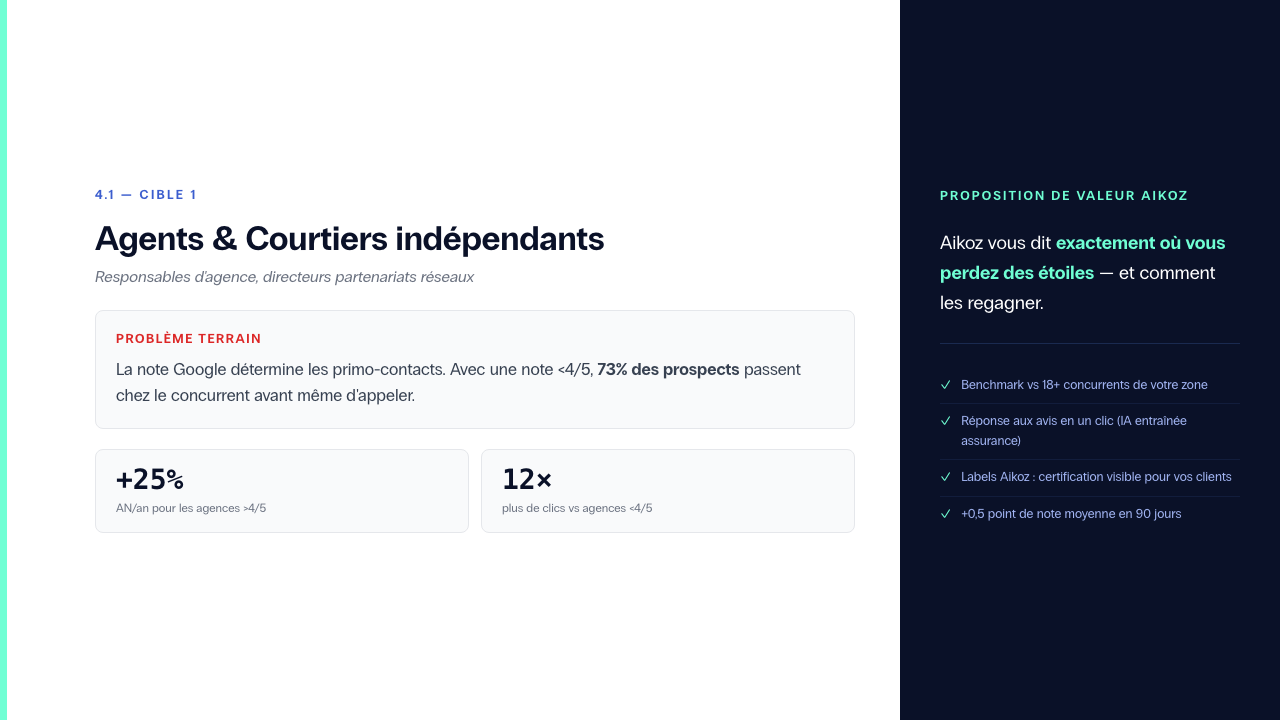 4.1 — CIBLE 1
Agents & Courtiers indépendants
Responsables d'agence, directeurs partenariats réseaux
PROBLÈME TERRAIN
La note Google détermine les primo-contacts. Avec une note <4/5, 73% des prospects passent
chez le concurrent avant même d'appeler.
+25%
AN/an pour les agences >4/5
12×
plus de clics vs agences <4/5
PROPOSITION DE VALEUR AIKOZ
Aikoz vous dit exactement où vous
perdez des étoiles — et comment
les regagner.
✓ Benchmark vs 18+ concurrents de votre zone
✓ Réponse aux avis en un clic (IA entraînée
assurance)
✓ Labels Aikoz : certification visible pour vos clients
✓ +0,5 point de note moyenne en 90 jours